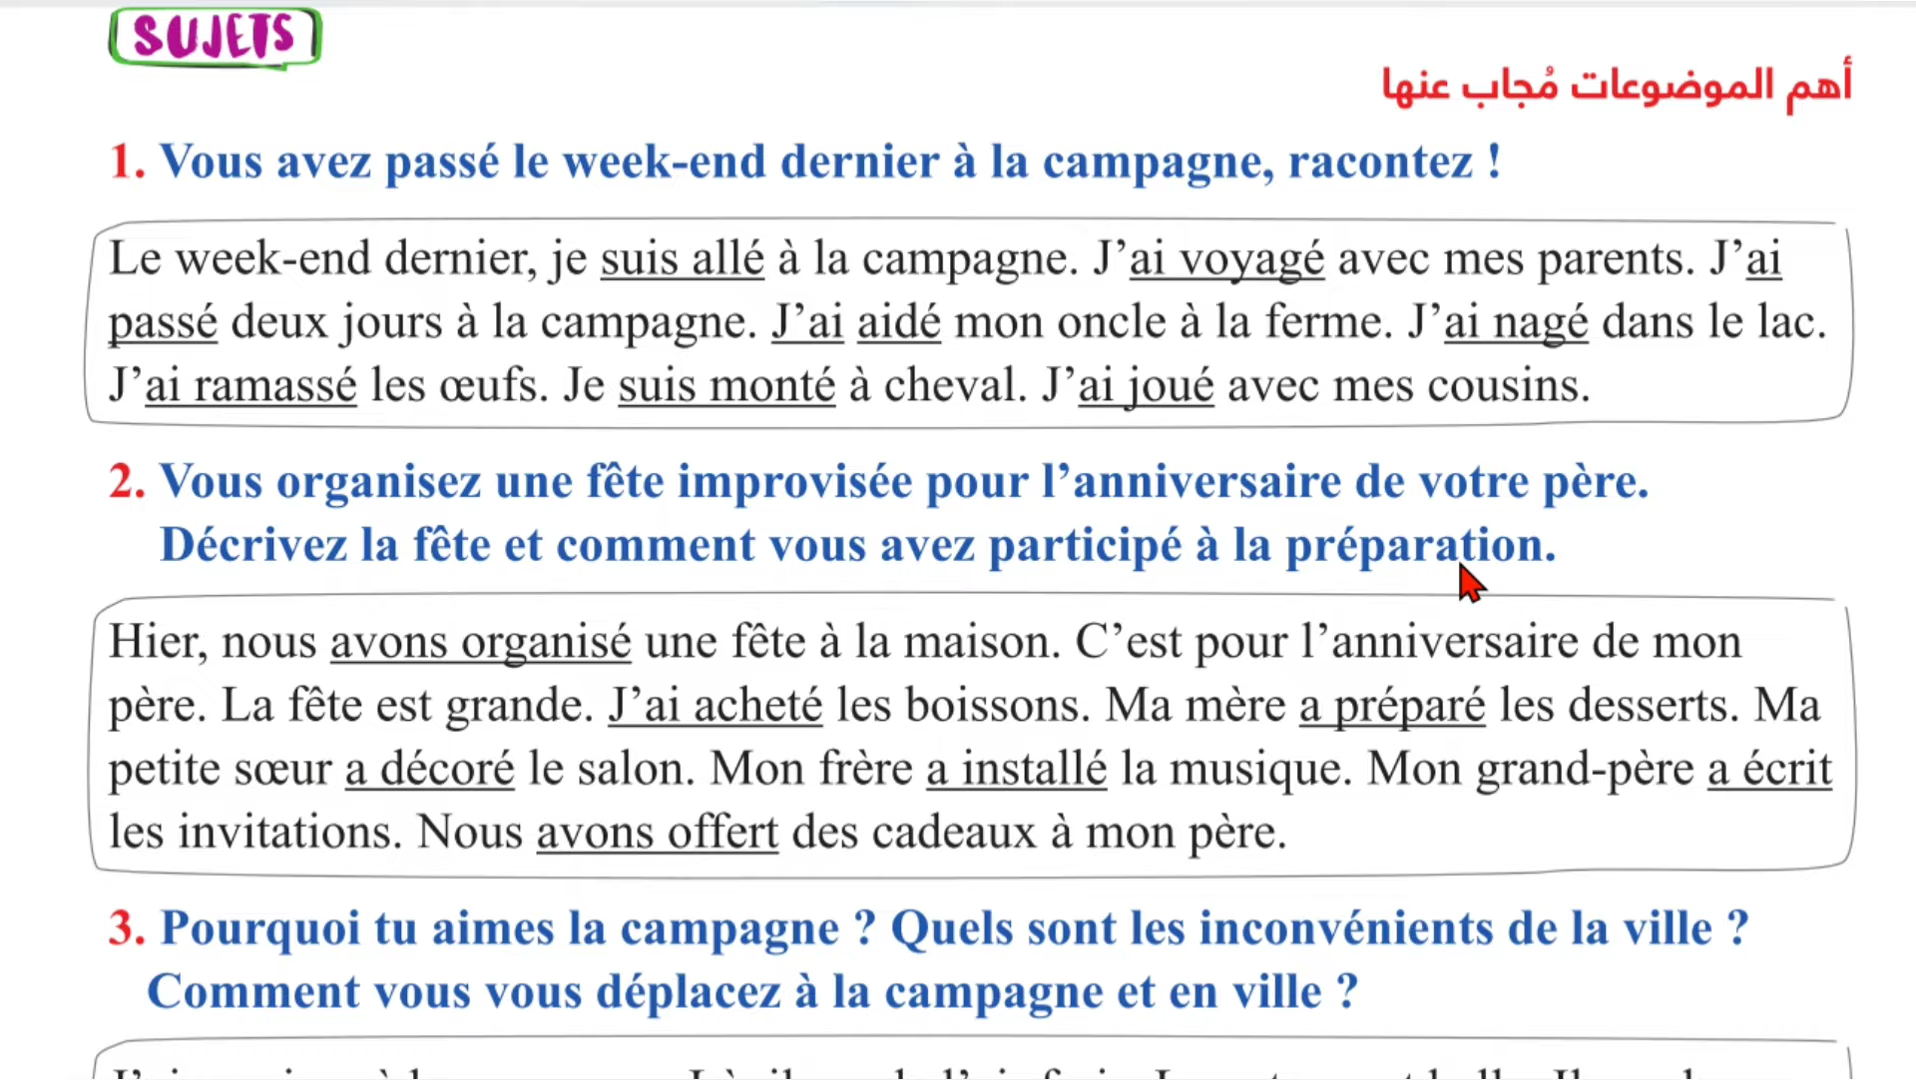 SUJETS
أهم الموضوعات مُجاب عنها
1. Vous avez passé le week-end dernier à la campagne, racontez !
Le week-end dernier, je suis allé à la campagne. J’ai voyagé avec mes parents. J’ai
passé deux jours à la campagne. J’ai aidé mon oncle à la ferme. J’ai nagé dans le lac.
J’ai ramassé les œufs. Je suis monté à cheval. J’ai joué avec mes cousins.
2. Vous organisez une fête improvisée pour l’anniversaire de votre père.
Décrivez la fête et comment vous avez participé à la préparation.
Hier, nous avons organisé une fête à la maison. C’est pour l’anniversaire de mon
père. La fête est grande. J’ai acheté les boissons. Ma mère a préparé les desserts. Ma
petite sœur a décoré le salon. Mon frère a installé la musique. Mon grand-père a écrit
les invitations. Nous avons offert des cadeaux à mon père.
3. Pourquoi tu aimes la campagne ? Quels sont les inconvénients de la ville ?
Comment vous vous déplacez à la campagne et en ville ?